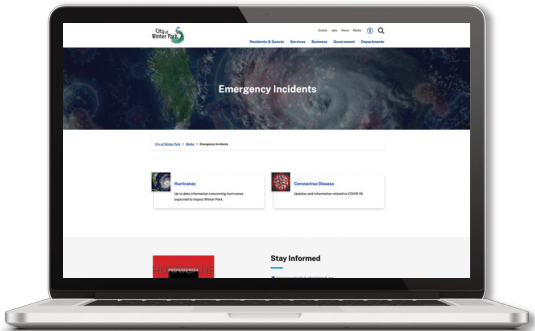 City of
Winter Park
Events Jobs News Media
Residents & Guests Services Business Government Departments
Emergency Incidents
City of Winter Park > Media > Emergency Incidents
Hurricanes
Up to date information concerning hurricanes
expected to impact Winter Park.
Coronavirus Disease
Updates and information related to COVID-19.
Stay Informed
HURRICANE